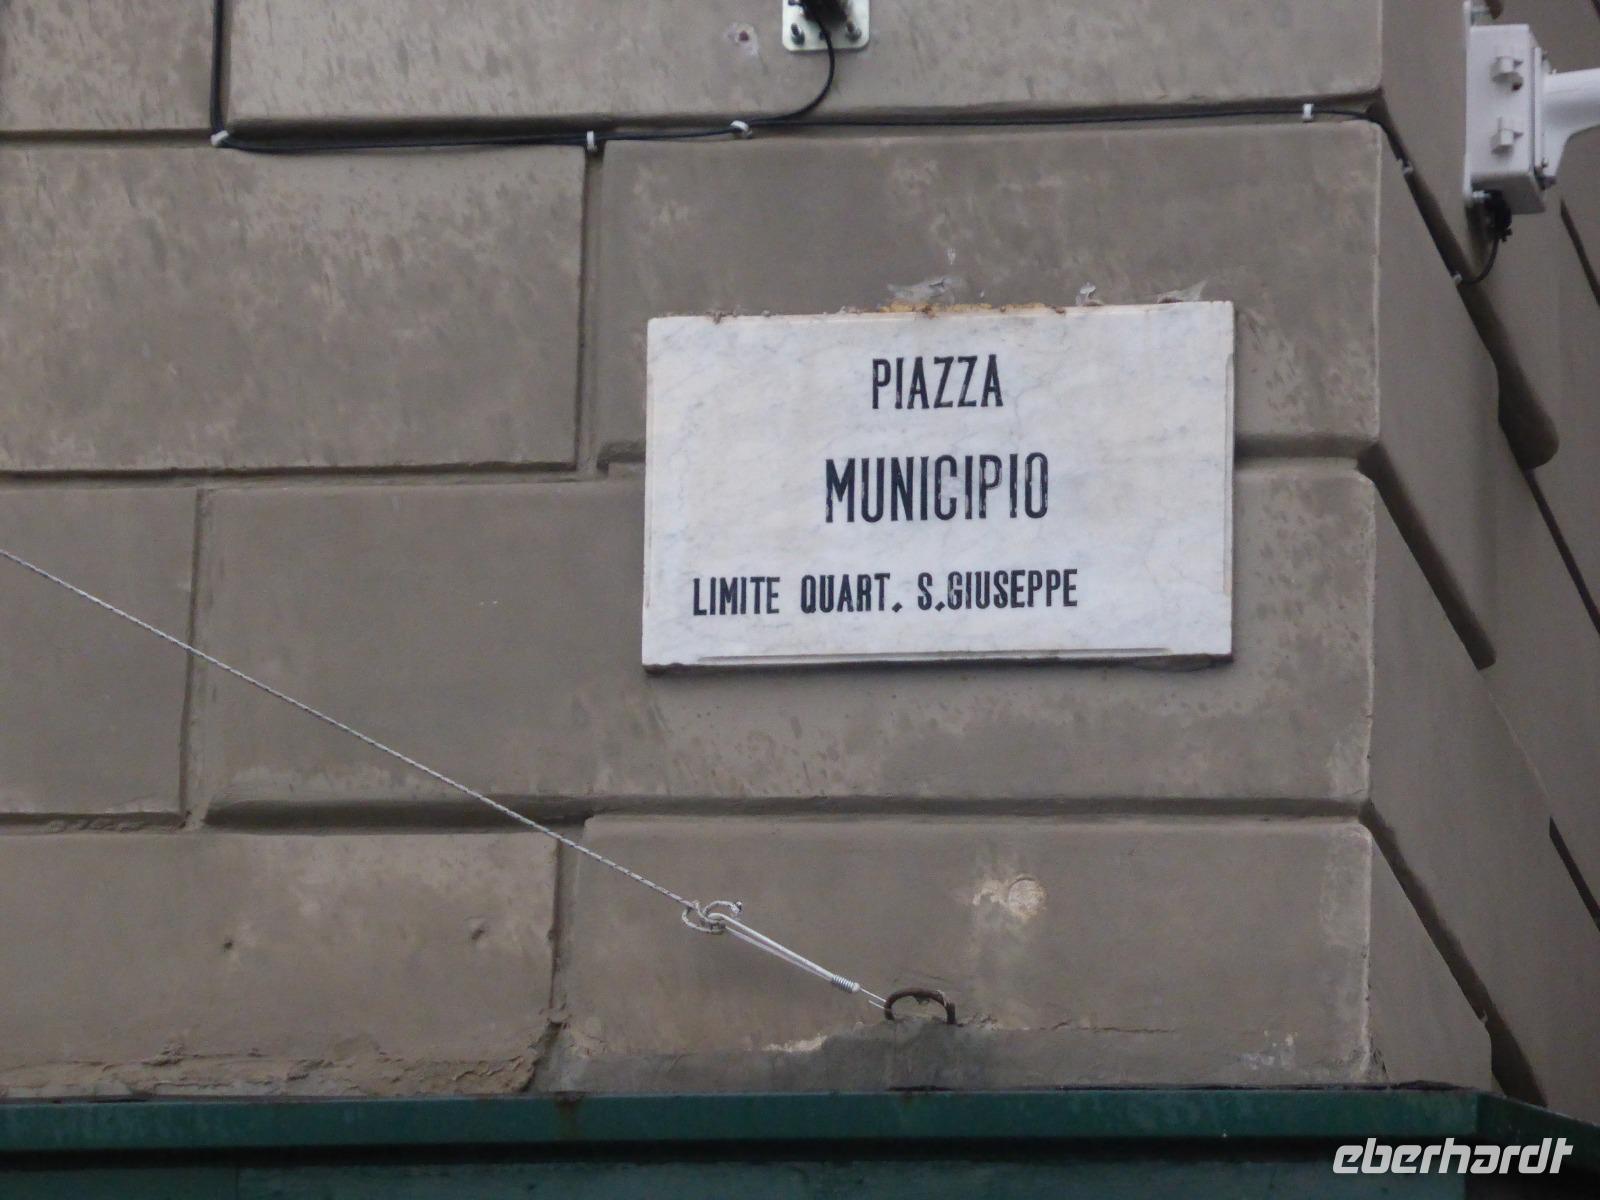 PIAZZA
MUNICIPIO
LIMITE QUART. S.GIUSEPPE
eberhardt